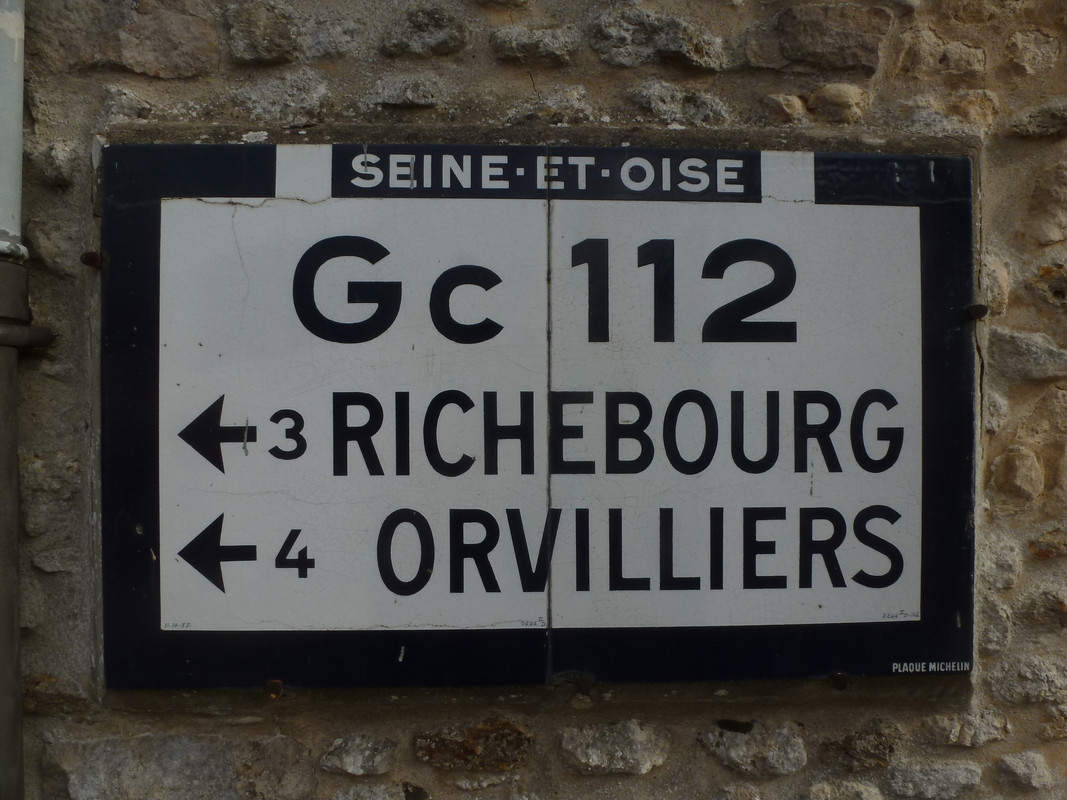 SEINE·ET·OISE
Gc 112
← 3 RICHEBOURG
← 4 ORVILLIERS
PLAQUE MICHELIN